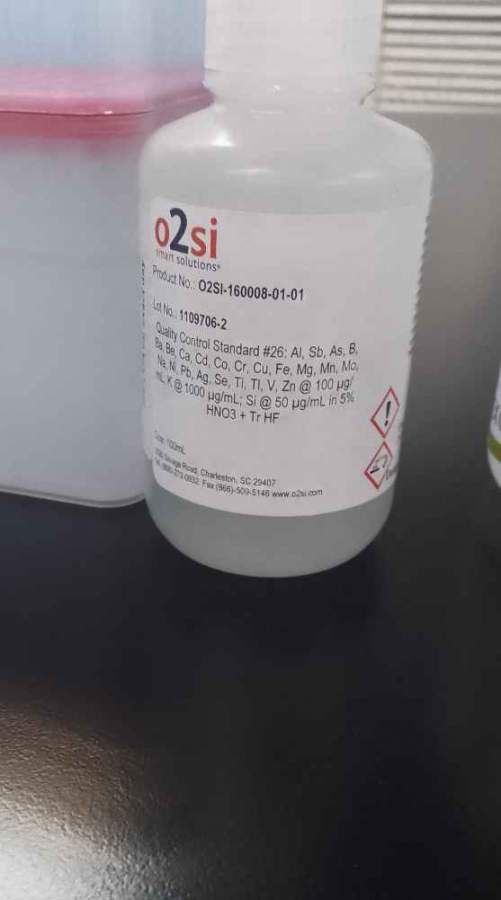 o2si
smart solutions®
Product No.: O2SI-160008-01-01
Lot No.: 1109706-2
Quality Control Standard #26: Al, Sb, As, B,
Ba, Be, Ca, Cd, Co, Cr, Cu, Fe, Mg, Mn, Mo,
Na, Ni, Pb, Ag, Se, Ti, Tl, V, Zn @ 100 µg/
mL; K @ 1000 µg/mL; Si @ 50 µg/mL in 5%
HNO3 + Tr HF
Size: 100mL
Savage Road, Charleston, SC 29407
Fax (866)-509-5146 www.o2si.com